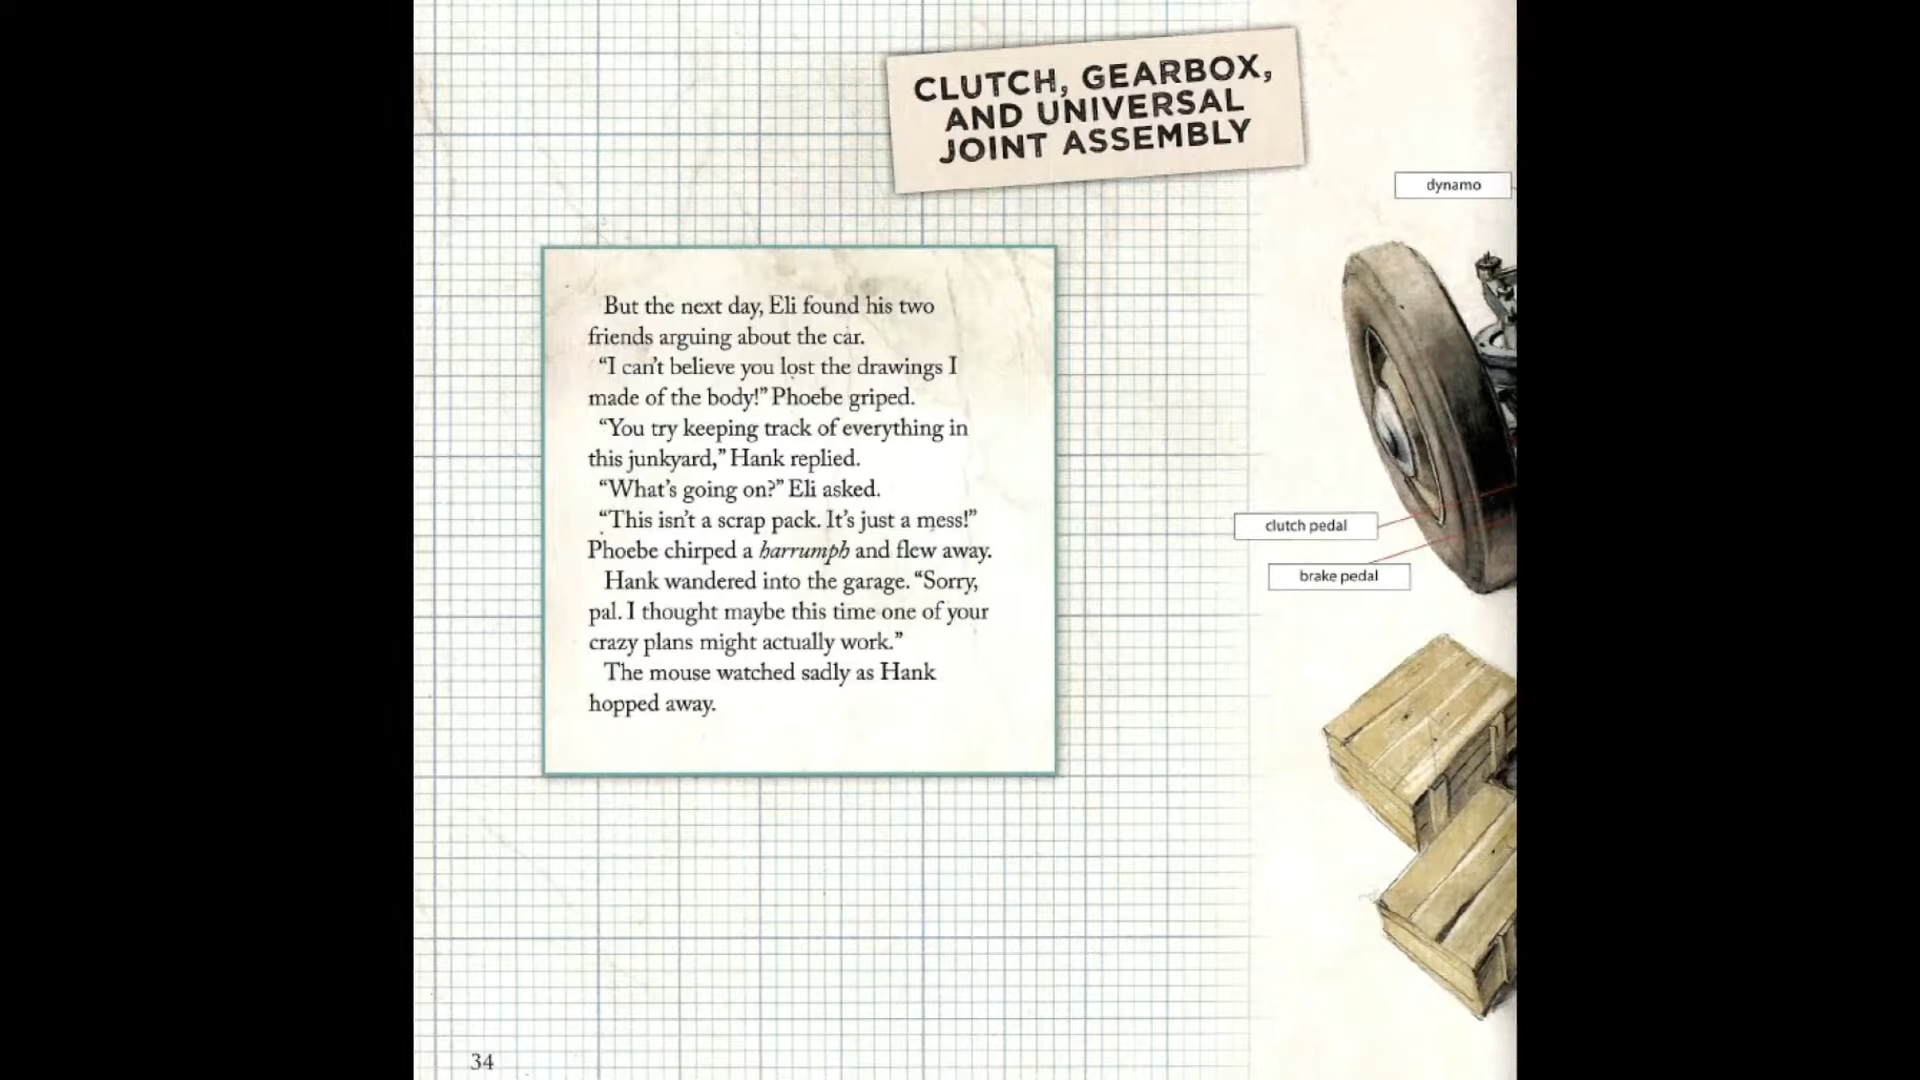 CLUTCH, GEARBOX,
AND UNIVERSAL
JOINT ASSEMBLY
dynamo
But the next day, Eli found his two
friends arguing about the car.
“I can’t believe you lost the drawings I
made of the body!” Phoebe griped.
“You try keeping track of everything in
this junkyard,” Hank replied.
“What’s going on?” Eli asked.
“This isn’t a scrap pack. It’s just a mess!”
Phoebe chirped a harrumph and flew away.
Hank wandered into the garage. “Sorry,
pal. I thought maybe this time one of your
crazy plans might actually work.”
The mouse watched sadly as Hank
hopped away.
clutch pedal
brake pedal
34